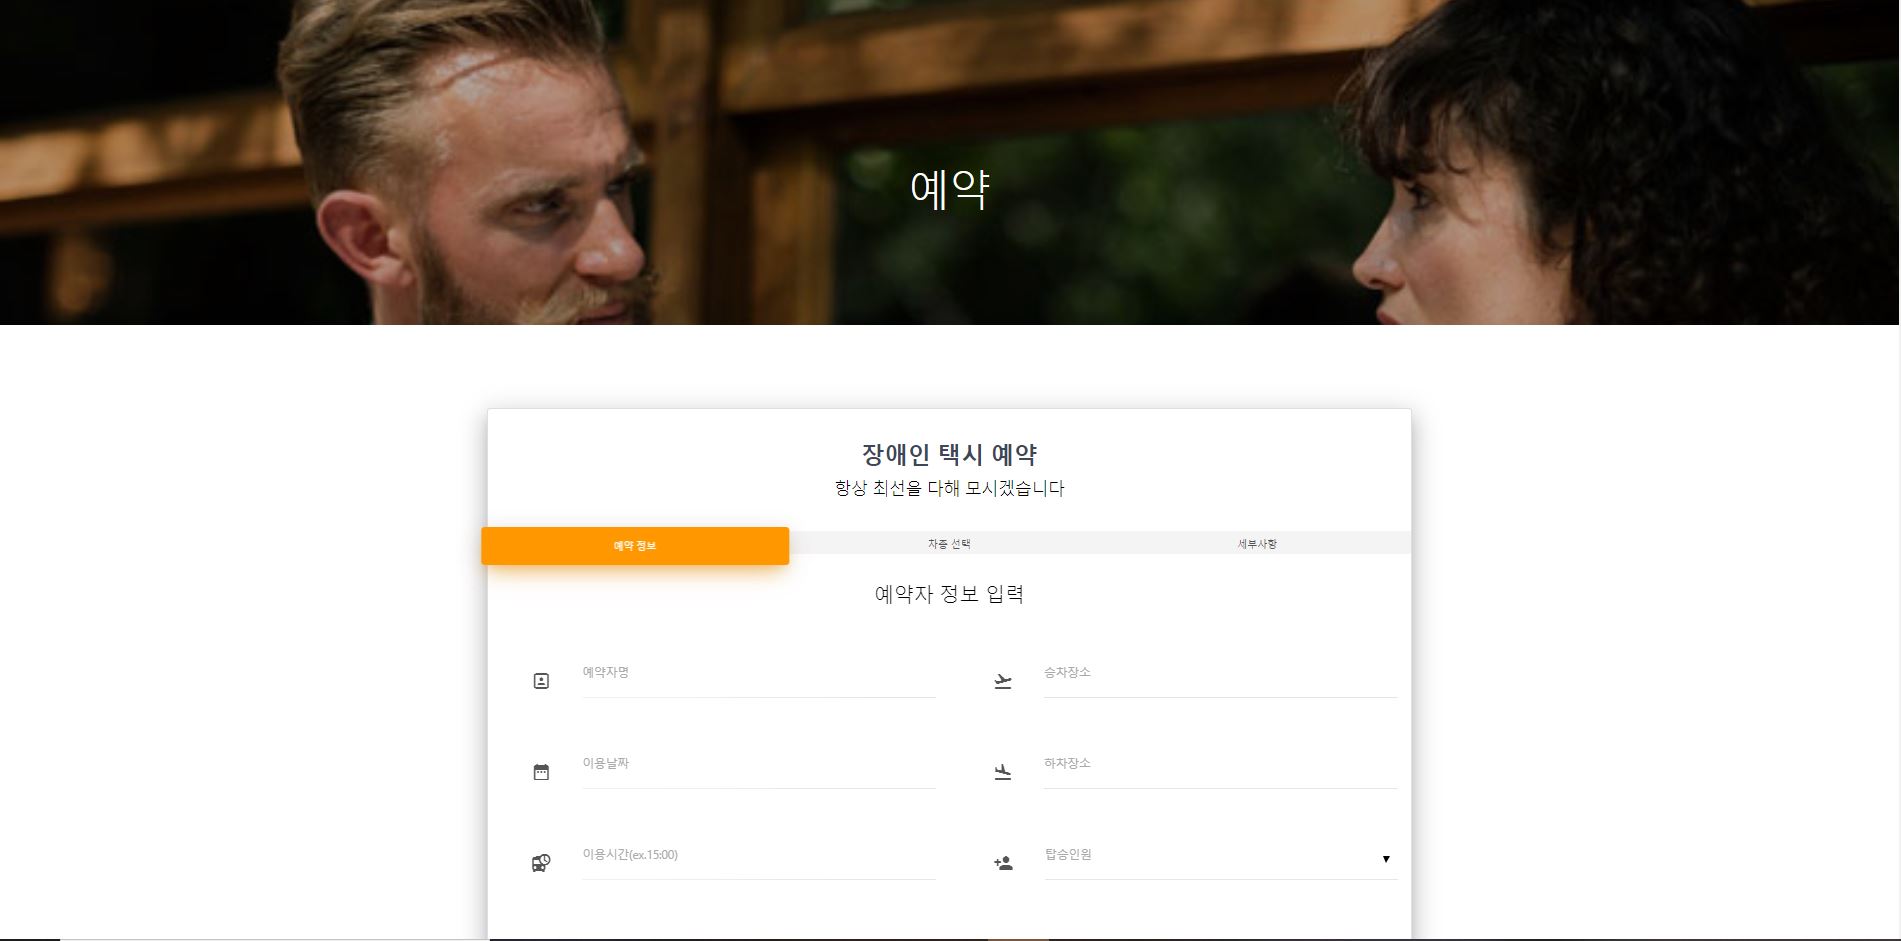 예약
장애인 택시 예약
항상 최선을 다해 모시겠습니다
예약 정보
차종 선택
세부사항
예약자 정보 입력
예약자명
승차장소
이용날짜
하차장소
이용시간(ex.15:00)
탑승인원